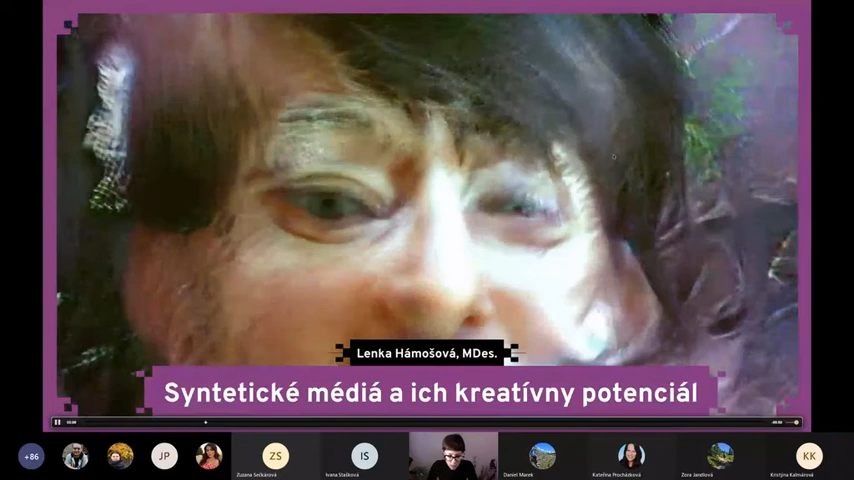 Lenka Hámošová, MDes.
Syntetické médiá a ich kreatívny potenciál
+86
JP
ZS
IS
KK
Zuzana Sečkárová
Ivana Stašková
Daniel Marek
Kateřina Procházková
Zora Jandlová
Kristýna Kalmárová